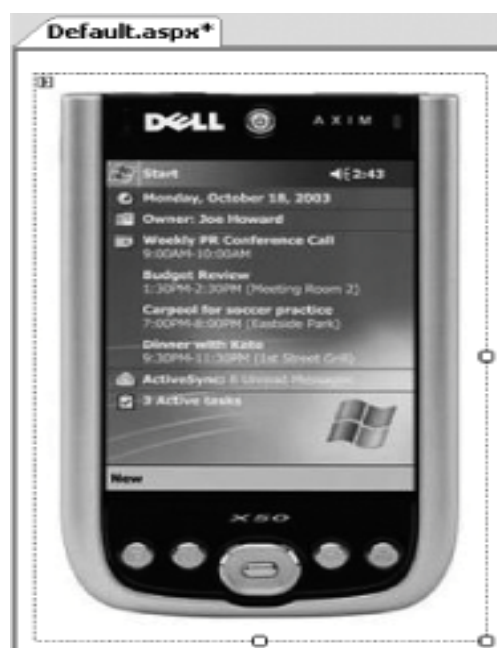 Default.aspx*
DELL AXIM
Start 2:43
Monday, October 18, 2003
Owner: Joe Howard
Weekly PR Conference Call
9:00AM-10:00AM
Budget Review
1:30PM-2:30PM (Meeting Room 2)
Carpool for soccer practice
7:00PM-8:00PM (Eastside Park)
Dinner with Kate
9:30PM-11:30PM (1st Street Grill)
ActiveSync: 8 Unread Messages
3 Active tasks
New
X50